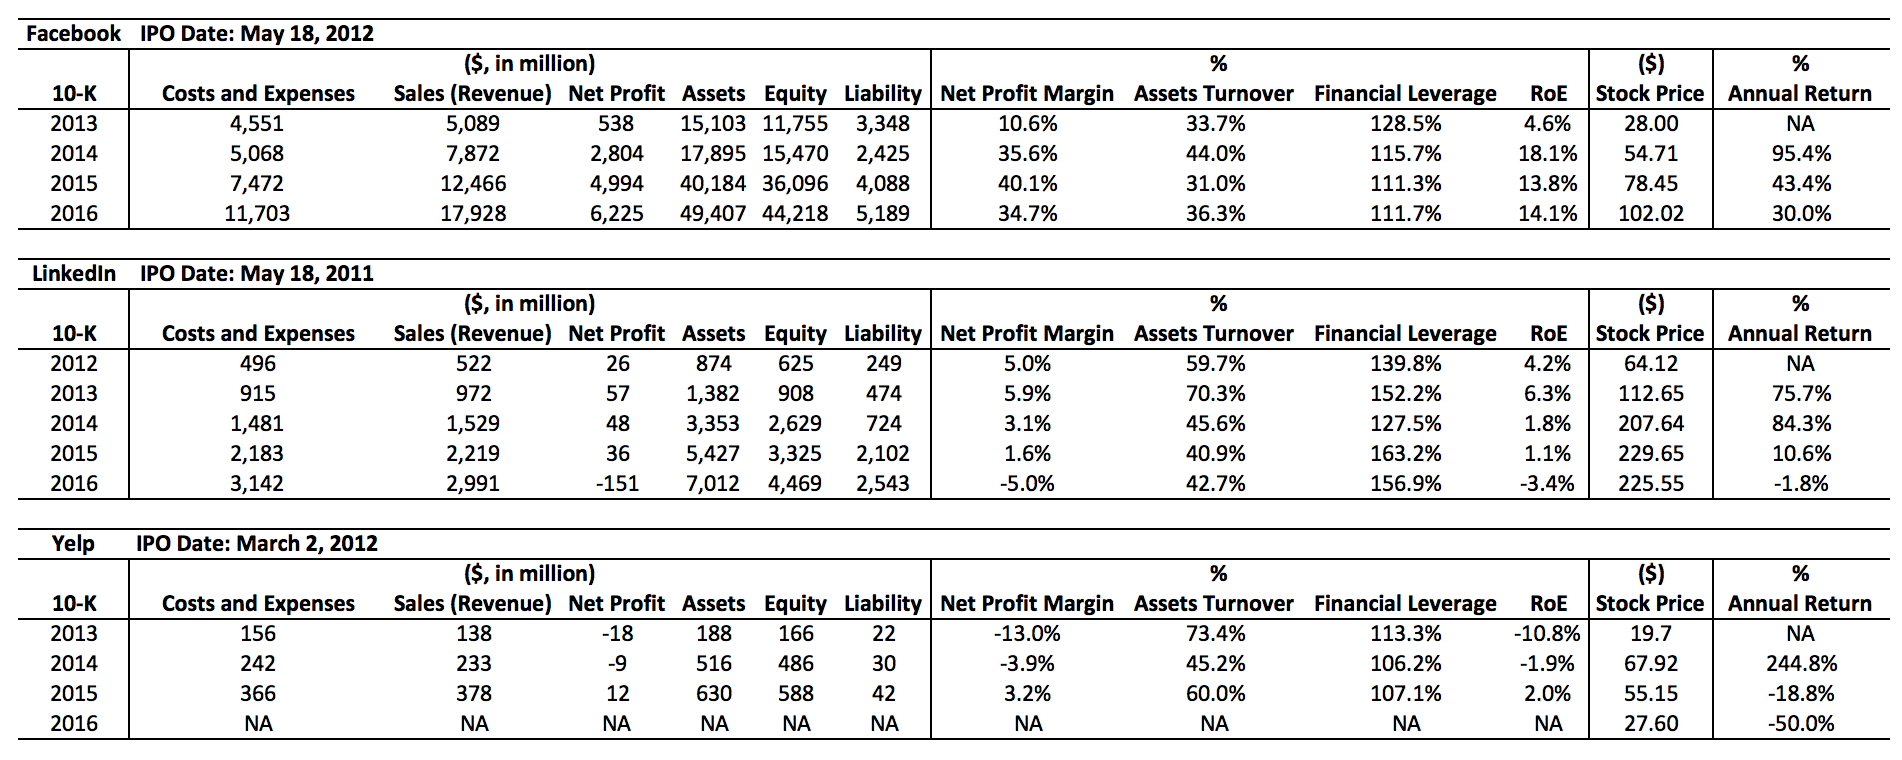 Facebook IPO Date: May 18, 2012
($, in million) % ($) %
10-K Costs and Expenses Sales (Revenue) Net Profit Assets Equity Liability Net Profit Margin Assets Turnover Financial Leverage RoE Stock Price Annual Return
2013 4,551 5,089 538 15,103 11,755 3,348 10.6% 33.7% 128.5% 4.6% 28.00 NA
2014 5,068 7,872 2,804 17,895 15,470 2,425 35.6% 44.0% 115.7% 18.1% 54.71 95.4%
2015 7,472 12,466 4,994 40,184 36,096 4,088 40.1% 31.0% 111.3% 13.8% 78.45 43.4%
2016 11,703 17,928 6,225 49,407 44,218 5,189 34.7% 36.3% 111.7% 14.1% 102.02 30.0%
LinkedIn IPO Date: May 18, 2011
($, in million) % ($) %
10-K Costs and Expenses Sales (Revenue) Net Profit Assets Equity Liability Net Profit Margin Assets Turnover Financial Leverage RoE Stock Price Annual Return
2012 496 522 26 874 625 249 5.0% 59.7% 139.8% 4.2% 64.12 NA
2013 915 972 57 1,382 908 474 5.9% 70.3% 152.2% 6.3% 112.65 75.7%
2014 1,481 1,529 48 3,353 2,629 724 3.1% 45.6% 127.5% 1.8% 207.64 84.3%
2015 2,183 2,219 36 5,427 3,325 2,102 1.6% 40.9% 163.2% 1.1% 229.65 10.6%
2016 3,142 2,991 -151 7,012 4,469 2,543 -5.0% 42.7% 156.9% -3.4% 225.55 -1.8%
Yelp IPO Date: March 2, 2012
($, in million) % ($) %
10-K Costs and Expenses Sales (Revenue) Net Profit Assets Equity Liability Net Profit Margin Assets Turnover Financial Leverage RoE Stock Price Annual Return
2013 156 138 -18 188 166 22 -13.0% 73.4% 113.3% -10.8% 19.7 NA
2014 242 233 -9 516 486 30 -3.9% 45.2% 106.2% -1.9% 67.92 244.8%
2015 366 378 12 630 588 42 3.2% 60.0% 107.1% 2.0% 55.15 -18.8%
2016 NA NA NA NA NA NA NA NA NA NA 27.60 -50.0%